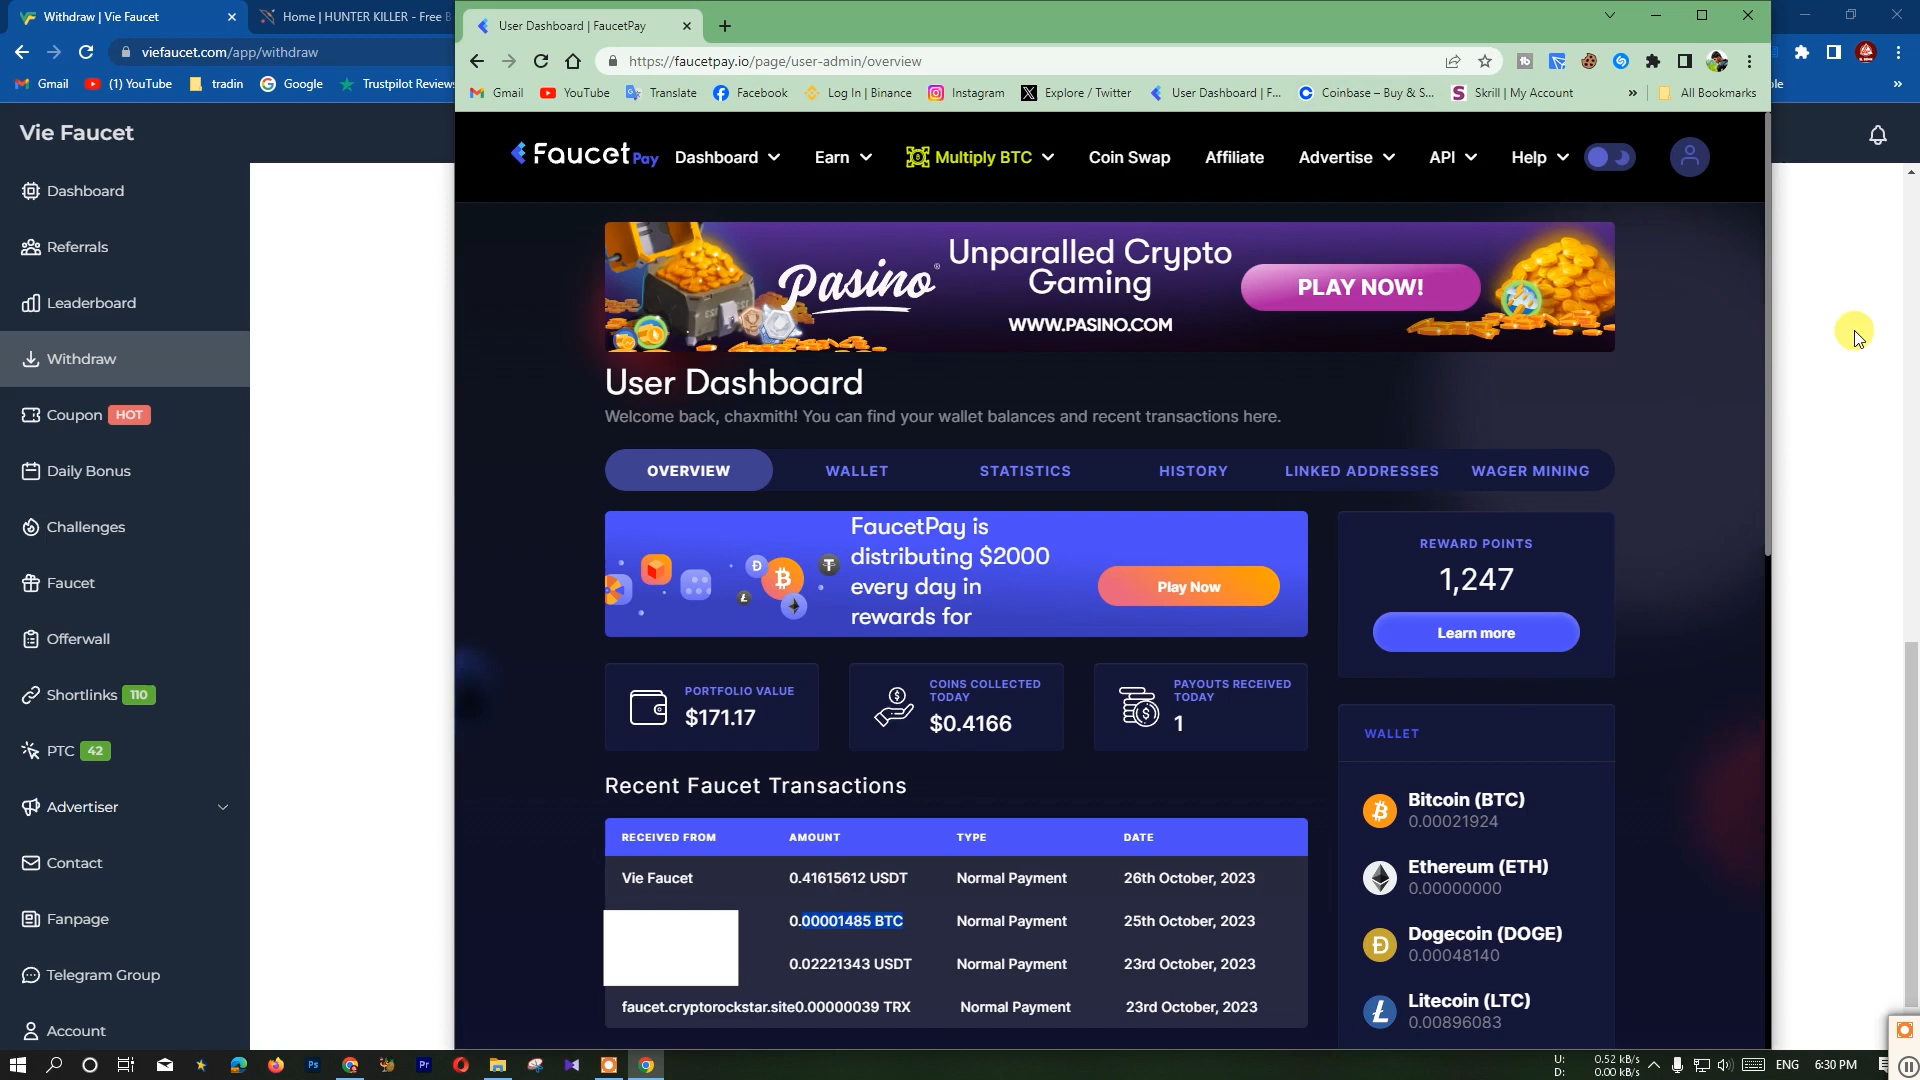 Withdraw | Vie Faucet
Home | HUNTER KILLER - Free B
User Dashboard | FaucetPay
viefaucet.com/app/withdraw
https://faucetpay.io/page/user-admin/overview
Gmail
(1) YouTube
tradin
Google
Trustpilot Reviews
Gmail
YouTube
Translate
Facebook
Log In | Binance
Instagram
Explore / Twitter
User Dashboard | F...
Coinbase – Buy & S...
Skrill | My Account
»
All Bookmarks
ple
»
Vie Faucet
Dashboard
Referrals
Leaderboard
Withdraw
Coupon HOT
Daily Bonus
Challenges
Faucet
Offerwall
Shortlinks 110
PTC 42
Advertiser
Contact
Fanpage
Telegram Group
Account
FaucetPay
Dashboard
Earn
Multiply BTC
Coin Swap
Affiliate
Advertise
API
Help
Pasino®
Unparalled Crypto
Gaming
WWW.PASINO.COM
PLAY NOW!
User Dashboard
Welcome back, chaxmith! You can find your wallet balances and recent transactions here.
OVERVIEW
WALLET
STATISTICS
HISTORY
LINKED ADDRESSES
WAGER MINING
FaucetPay is
distributing $2000
every day in
rewards for
Play Now
REWARD POINTS
1,247
Learn more
PORTFOLIO VALUE
$171.17
COINS COLLECTED
TODAY
$0.4166
PAYOUTS RECEIVED
TODAY
1
Recent Faucet Transactions
RECEIVED FROM AMOUNT TYPE DATE
Vie Faucet 0.41615612 USDT Normal Payment 26th October, 2023
0.00001485 BTC Normal Payment 25th October, 2023
0.02221343 USDT Normal Payment 23rd October, 2023
faucet.cryptorockstar.site0.00000039 TRX Normal Payment 23rd October, 2023
WALLET
Bitcoin (BTC)
0.00021924
Ethereum (ETH)
0.00000000
Dogecoin (DOGE)
0.00048140
Litecoin (LTC)
0.00896083
U: 0.52 kB/s
D: 0.00 kB/s
ENG
6:30 PM